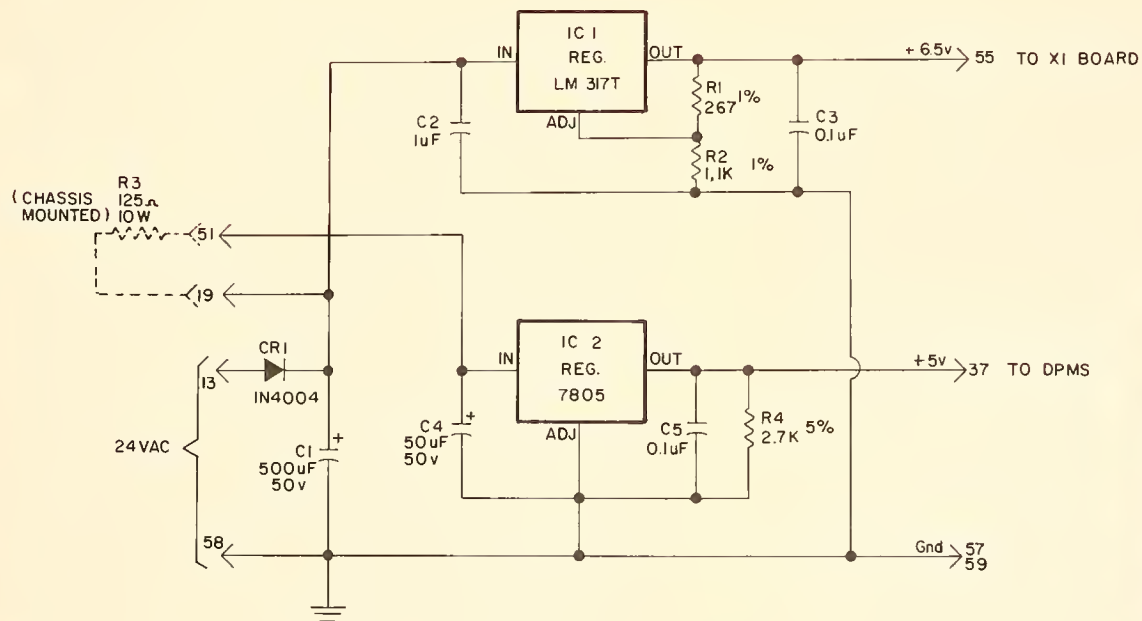 IC 1
REG.
LM 317T
IN
OUT
ADJ
+ 6.5v
55 TO X1 BOARD
R1
267 1%
R2
1,1K 1%
C3
0.1uF
C2
1uF
R3
125Ω
10W
( CHASSIS
MOUNTED )
51
19
CR1
1N4004
13
24VAC
58
C1 +
500uF
50v
C4 +
50uF
50v
IC 2
REG.
7805
IN
OUT
ADJ
C5
0.1uF
R4
2.7K 5%
+5v
37 TO DPMS
Gnd
57
59